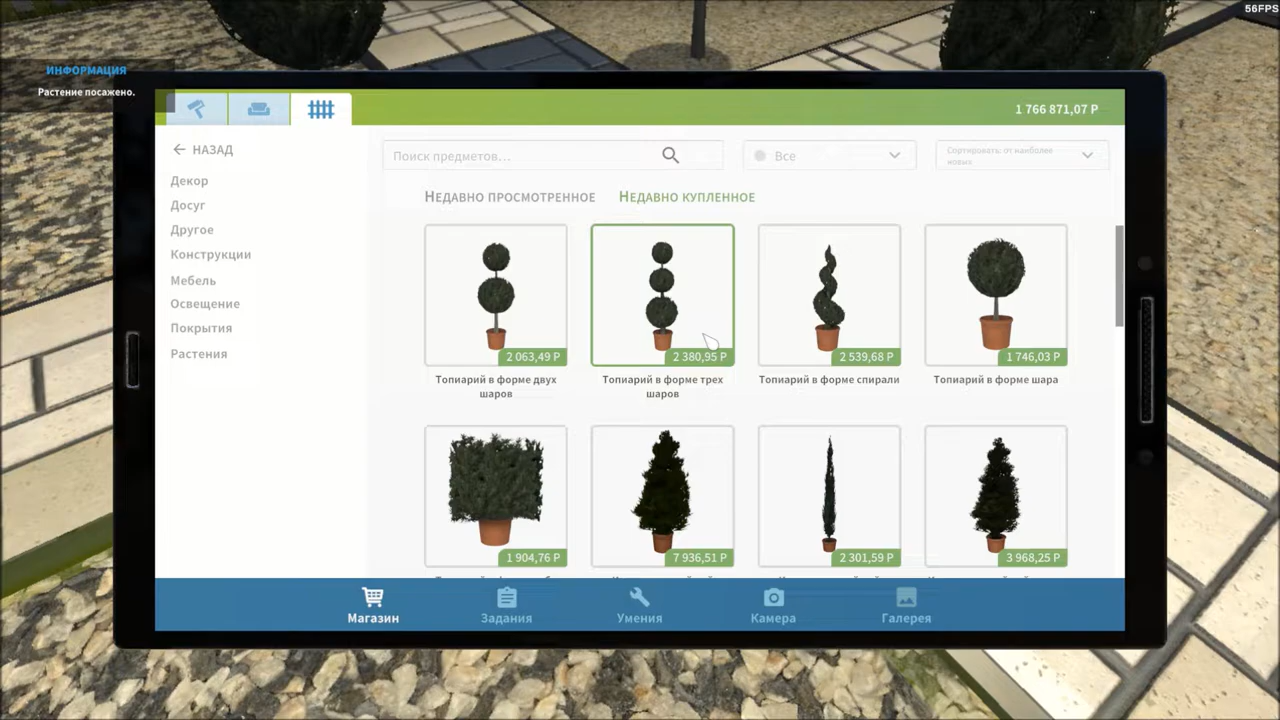 56FPS
ИНФОРМАЦИЯ
Растение посажено.
1 766 871,07 Р
НАЗАД
Декор
Досуг
Другое
Конструкции
Мебель
Освещение
Покрытия
Растения
Поиск предметов...
Все
Сортировать: от наиболее
новых
НЕДАВНО ПРОСМОТРЕННОЕ
НЕДАВНО КУПЛЕННОЕ
2 063,49 Р
2 380,95 Р
2 539,68 Р
1 746,03 Р
Топиарий в форме двух
шаров
Топиарий в форме трех
шаров
Топиарий в форме спирали
Топиарий в форме шара
1 904,76 Р
7 936,51 Р
2 301,59 Р
3 968,25 Р
Магазин
Задания
Умения
Камера
Галерея